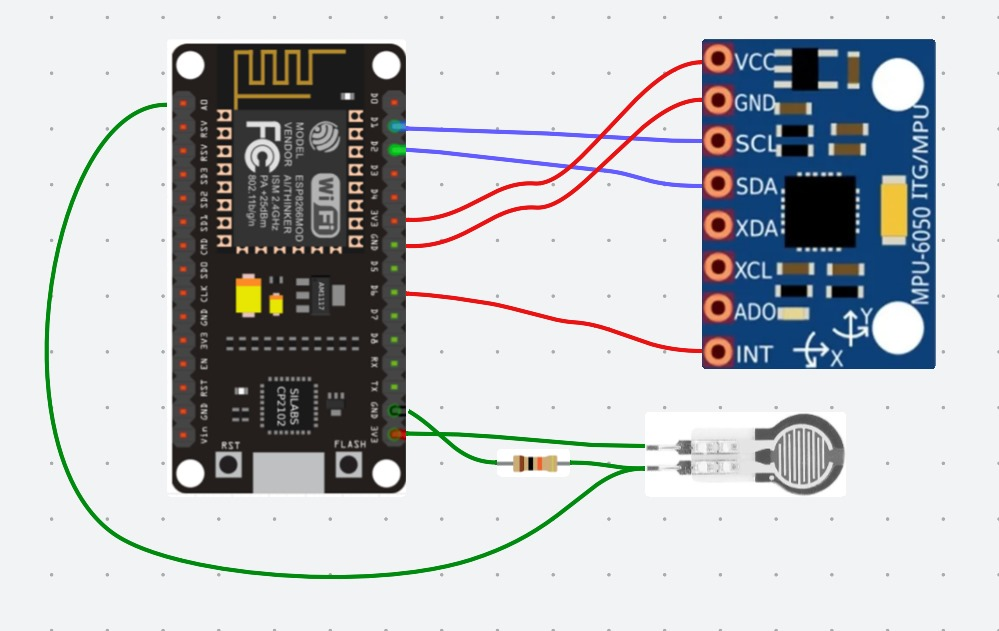 A0
RSV
RSV
SD3
SD2
SD1
CMD
SD0
CLK
GND
3V3
EN
RST
GND
Vin
D0
D1
D2
D3
D4
3V3
GND
D5
D6
D7
D8
RX
TX
GND
3V3
MODEL
VENDOR
ESP8266MOD
AI/THINKER
ISM 2.4GHz
PA +25dBm
802.11b/g/n
FC
WiFi
AM1117
SILABS
CP2102
RST
FLASH
VCC
GND
SCL
SDA
XDA
XCL
ADO
INT
MPU-6050 ITG/MPU
Y
X